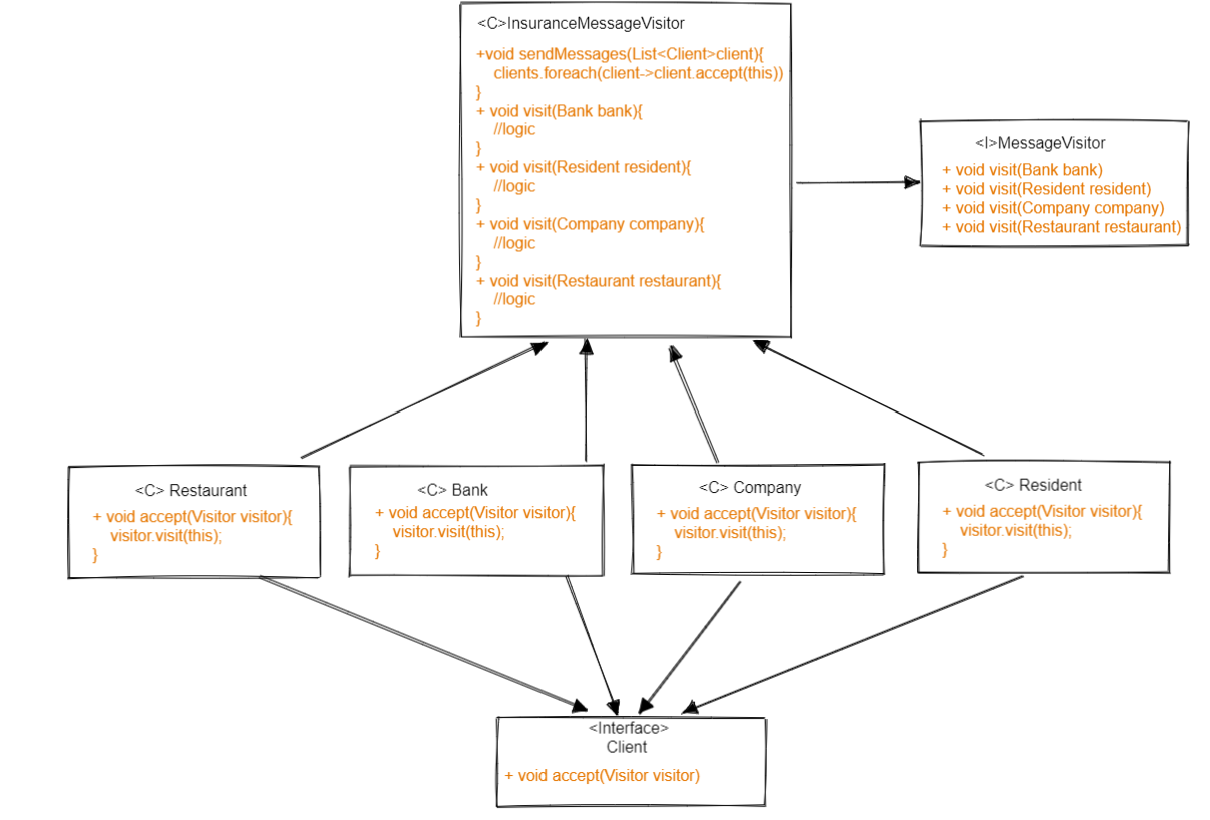 <C>InsuranceMessageVisitor
+void sendMessages(List<Client>client){
clients.foreach(client->client.accept(this))
}
+ void visit(Bank bank){
//logic
}
+ void visit(Resident resident){
//logic
}
+ void visit(Company company){
//logic
}
+ void visit(Restaurant restaurant){
//logic
}
<I>MessageVisitor
+ void visit(Bank bank)
+ void visit(Resident resident)
+ void visit(Company company)
+ void visit(Restaurant restaurant)
<C> Restaurant
+ void accept(Visitor visitor){
visitor.visit(this);
}
<C> Bank
+ void accept(Visitor visitor){
visitor.visit(this);
}
<C> Company
+ void accept(Visitor visitor){
visitor.visit(this);
}
<C> Resident
+ void accept(Visitor visitor){
visitor.visit(this);
}
<Interface>
Client
+ void accept(Visitor visitor)